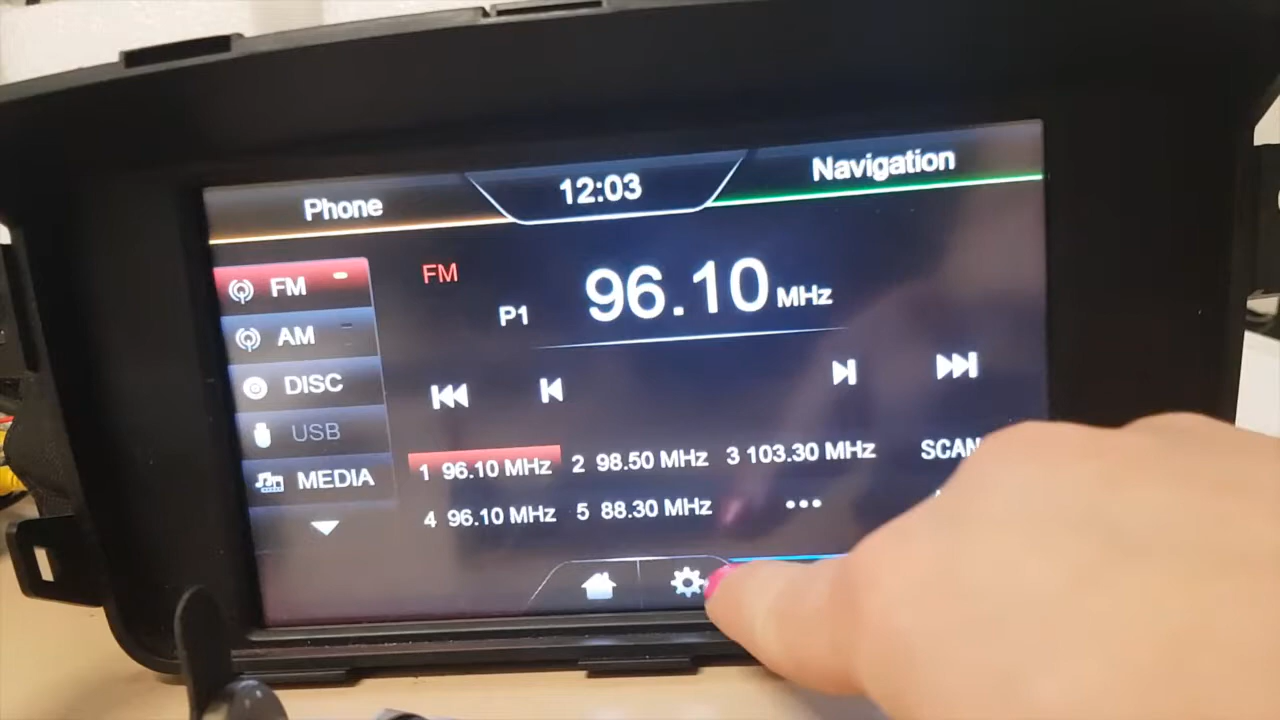 Phone
12:03
Navigation
FM
AM
DISC
USB
MEDIA
FM
P1
96.10 MHz
1 96.10 MHz
2 98.50 MHz
3 103.30 MHz
SCAN
4 96.10 MHz
5 88.30 MHz
•••